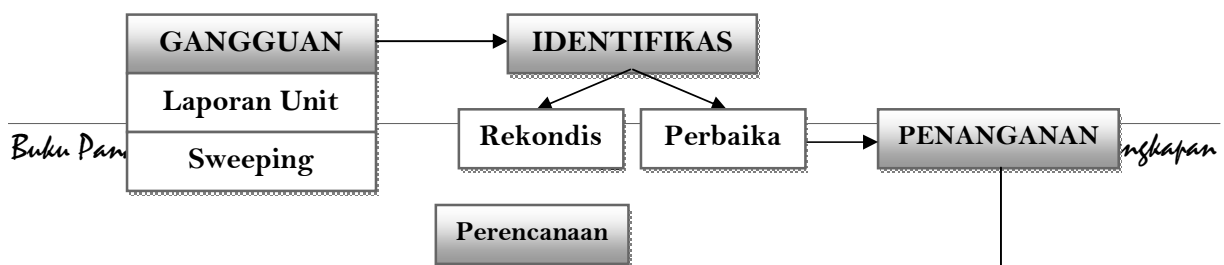 GANGGUAN
IDENTIFIKAS
Laporan Unit
Rekondis
Perbaika
PENANGANAN
Buku Pan
Sweeping
ngkapan
Perencanaan